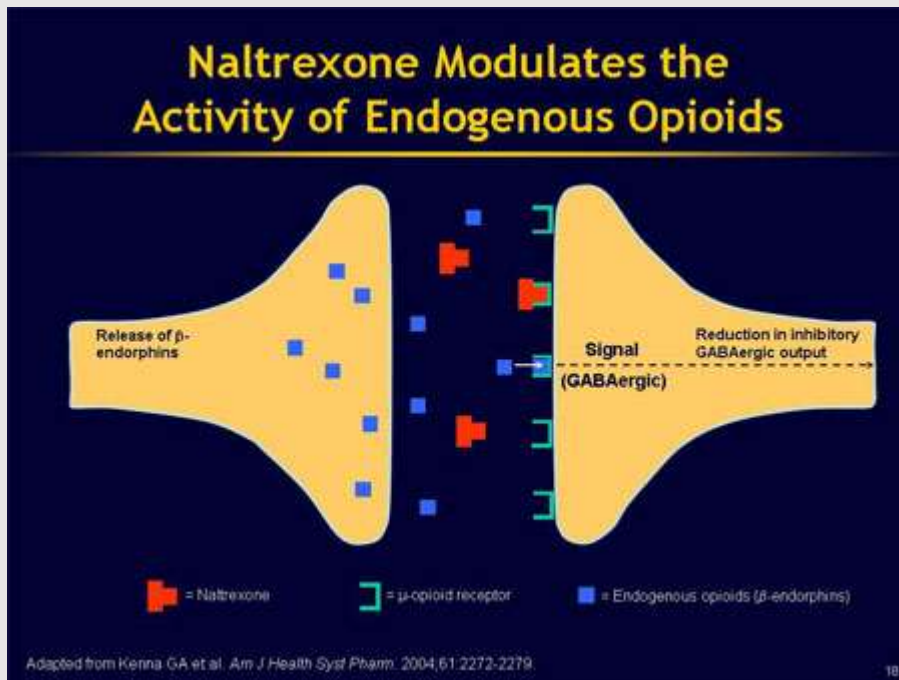 Naltrexone Modulates the
Activity of Endogenous Opioids
Release of β-
endorphins
Signal
(GABAergic)
Reduction in inhibitory
GABAergic output
= Naltrexone
= μ-opioid receptor
= Endogenous opioids (β-endorphins)
Adapted from Kenna GA et al. Am J Health Syst Pharm. 2004;61:2272-2279.
18